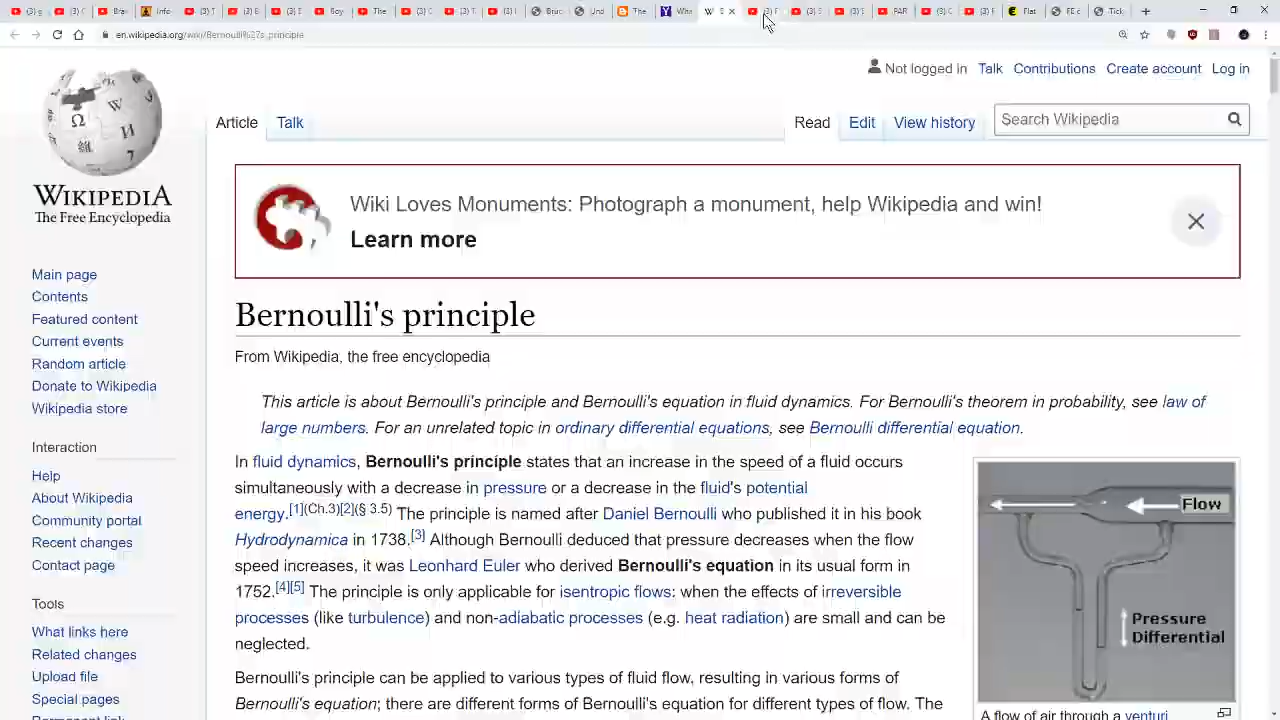 en.wikipedia.org/wiki/Bernoulli%27s_principle
Not logged in Talk Contributions Create account Log in
Article Talk Read Edit View history Search Wikipedia
WIKIPEDIA
The Free Encyclopedia
Main page
Contents
Featured content
Current events
Random article
Donate to Wikipedia
Wikipedia store
Interaction
Help
About Wikipedia
Community portal
Recent changes
Contact page
Tools
What links here
Related changes
Upload file
Special pages
Permanent link
Wiki Loves Monuments: Photograph a monument, help Wikipedia and win!
Learn more
Bernoulli's principle
From Wikipedia, the free encyclopedia
This article is about Bernoulli's principle and Bernoulli's equation in fluid dynamics. For Bernoulli's theorem in probability, see law of
large numbers. For an unrelated topic in ordinary differential equations, see Bernoulli differential equation.
In fluid dynamics, Bernoulli's principle states that an increase in the speed of a fluid occurs
simultaneously with a decrease in pressure or a decrease in the fluid's potential
energy.[1](Ch.3)[2](§ 3.5) The principle is named after Daniel Bernoulli who published it in his book
Hydrodynamica in 1738.[3] Although Bernoulli deduced that pressure decreases when the flow
speed increases, it was Leonhard Euler who derived Bernoulli's equation in its usual form in
1752.[4][5] The principle is only applicable for isentropic flows: when the effects of irreversible
processes (like turbulence) and non-adiabatic processes (e.g. heat radiation) are small and can be
neglected.
Bernoulli's principle can be applied to various types of fluid flow, resulting in various forms of
Bernoulli's equation; there are different forms of Bernoulli's equation for different types of flow. The
Flow
Pressure
Differential
A flow of air through a venturi